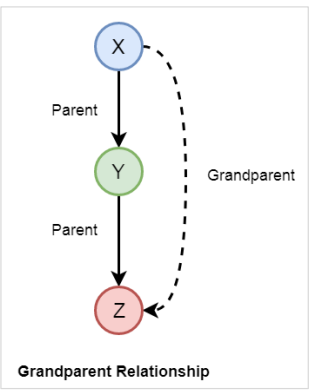 X
Parent
Y
Grandparent
Parent
Z
Grandparent Relationship